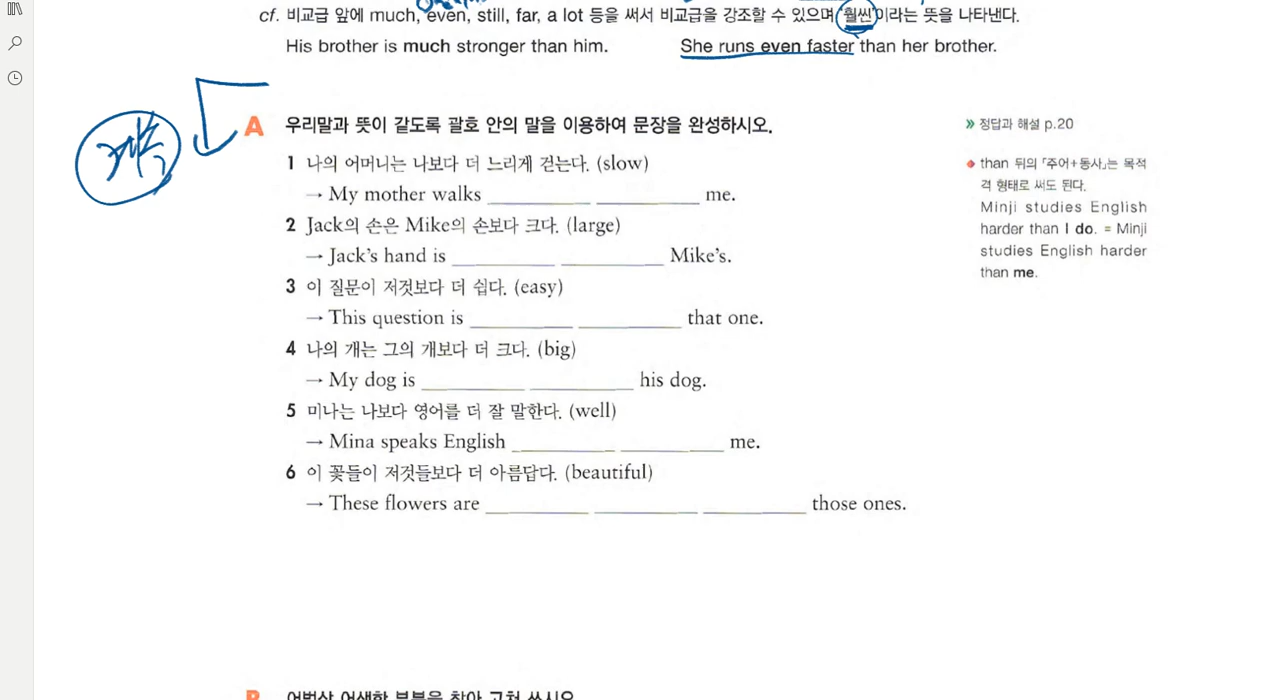 cf. 비교급 앞에 much, even, still, far, a lot 등을 써서 비교급을 강조할 수 있으며 '훨씬'이라는 뜻을 나타낸다.
His brother is much stronger than him. She runs even faster than her brother.
A 우리말과 뜻이 같도록 괄호 안의 말을 이용하여 문장을 완성하시오.
1 나의 어머니는 나보다 더 느리게 걷는다. (slow)
→ My mother walks ________ ________ me.
2 Jack의 손은 Mike의 손보다 크다. (large)
→ Jack's hand is ________ ________ Mike's.
3 이 질문이 저것보다 더 쉽다. (easy)
→ This question is ________ ________ that one.
4 나의 개는 그의 개보다 더 크다. (big)
→ My dog is ________ ________ his dog.
5 미나는 나보다 영어를 더 잘 말한다. (well)
→ Mina speaks English ________ ________ me.
6 이 꽃들이 저것들보다 더 아름답다. (beautiful)
→ These flowers are ________ ________ ________ those ones.
» 정답과 해설 p.20
than 뒤의 「주어+동사」는 목적
격 형태로 써도 된다.
Minji studies English
harder than I do. = Minji
studies English harder
than me.